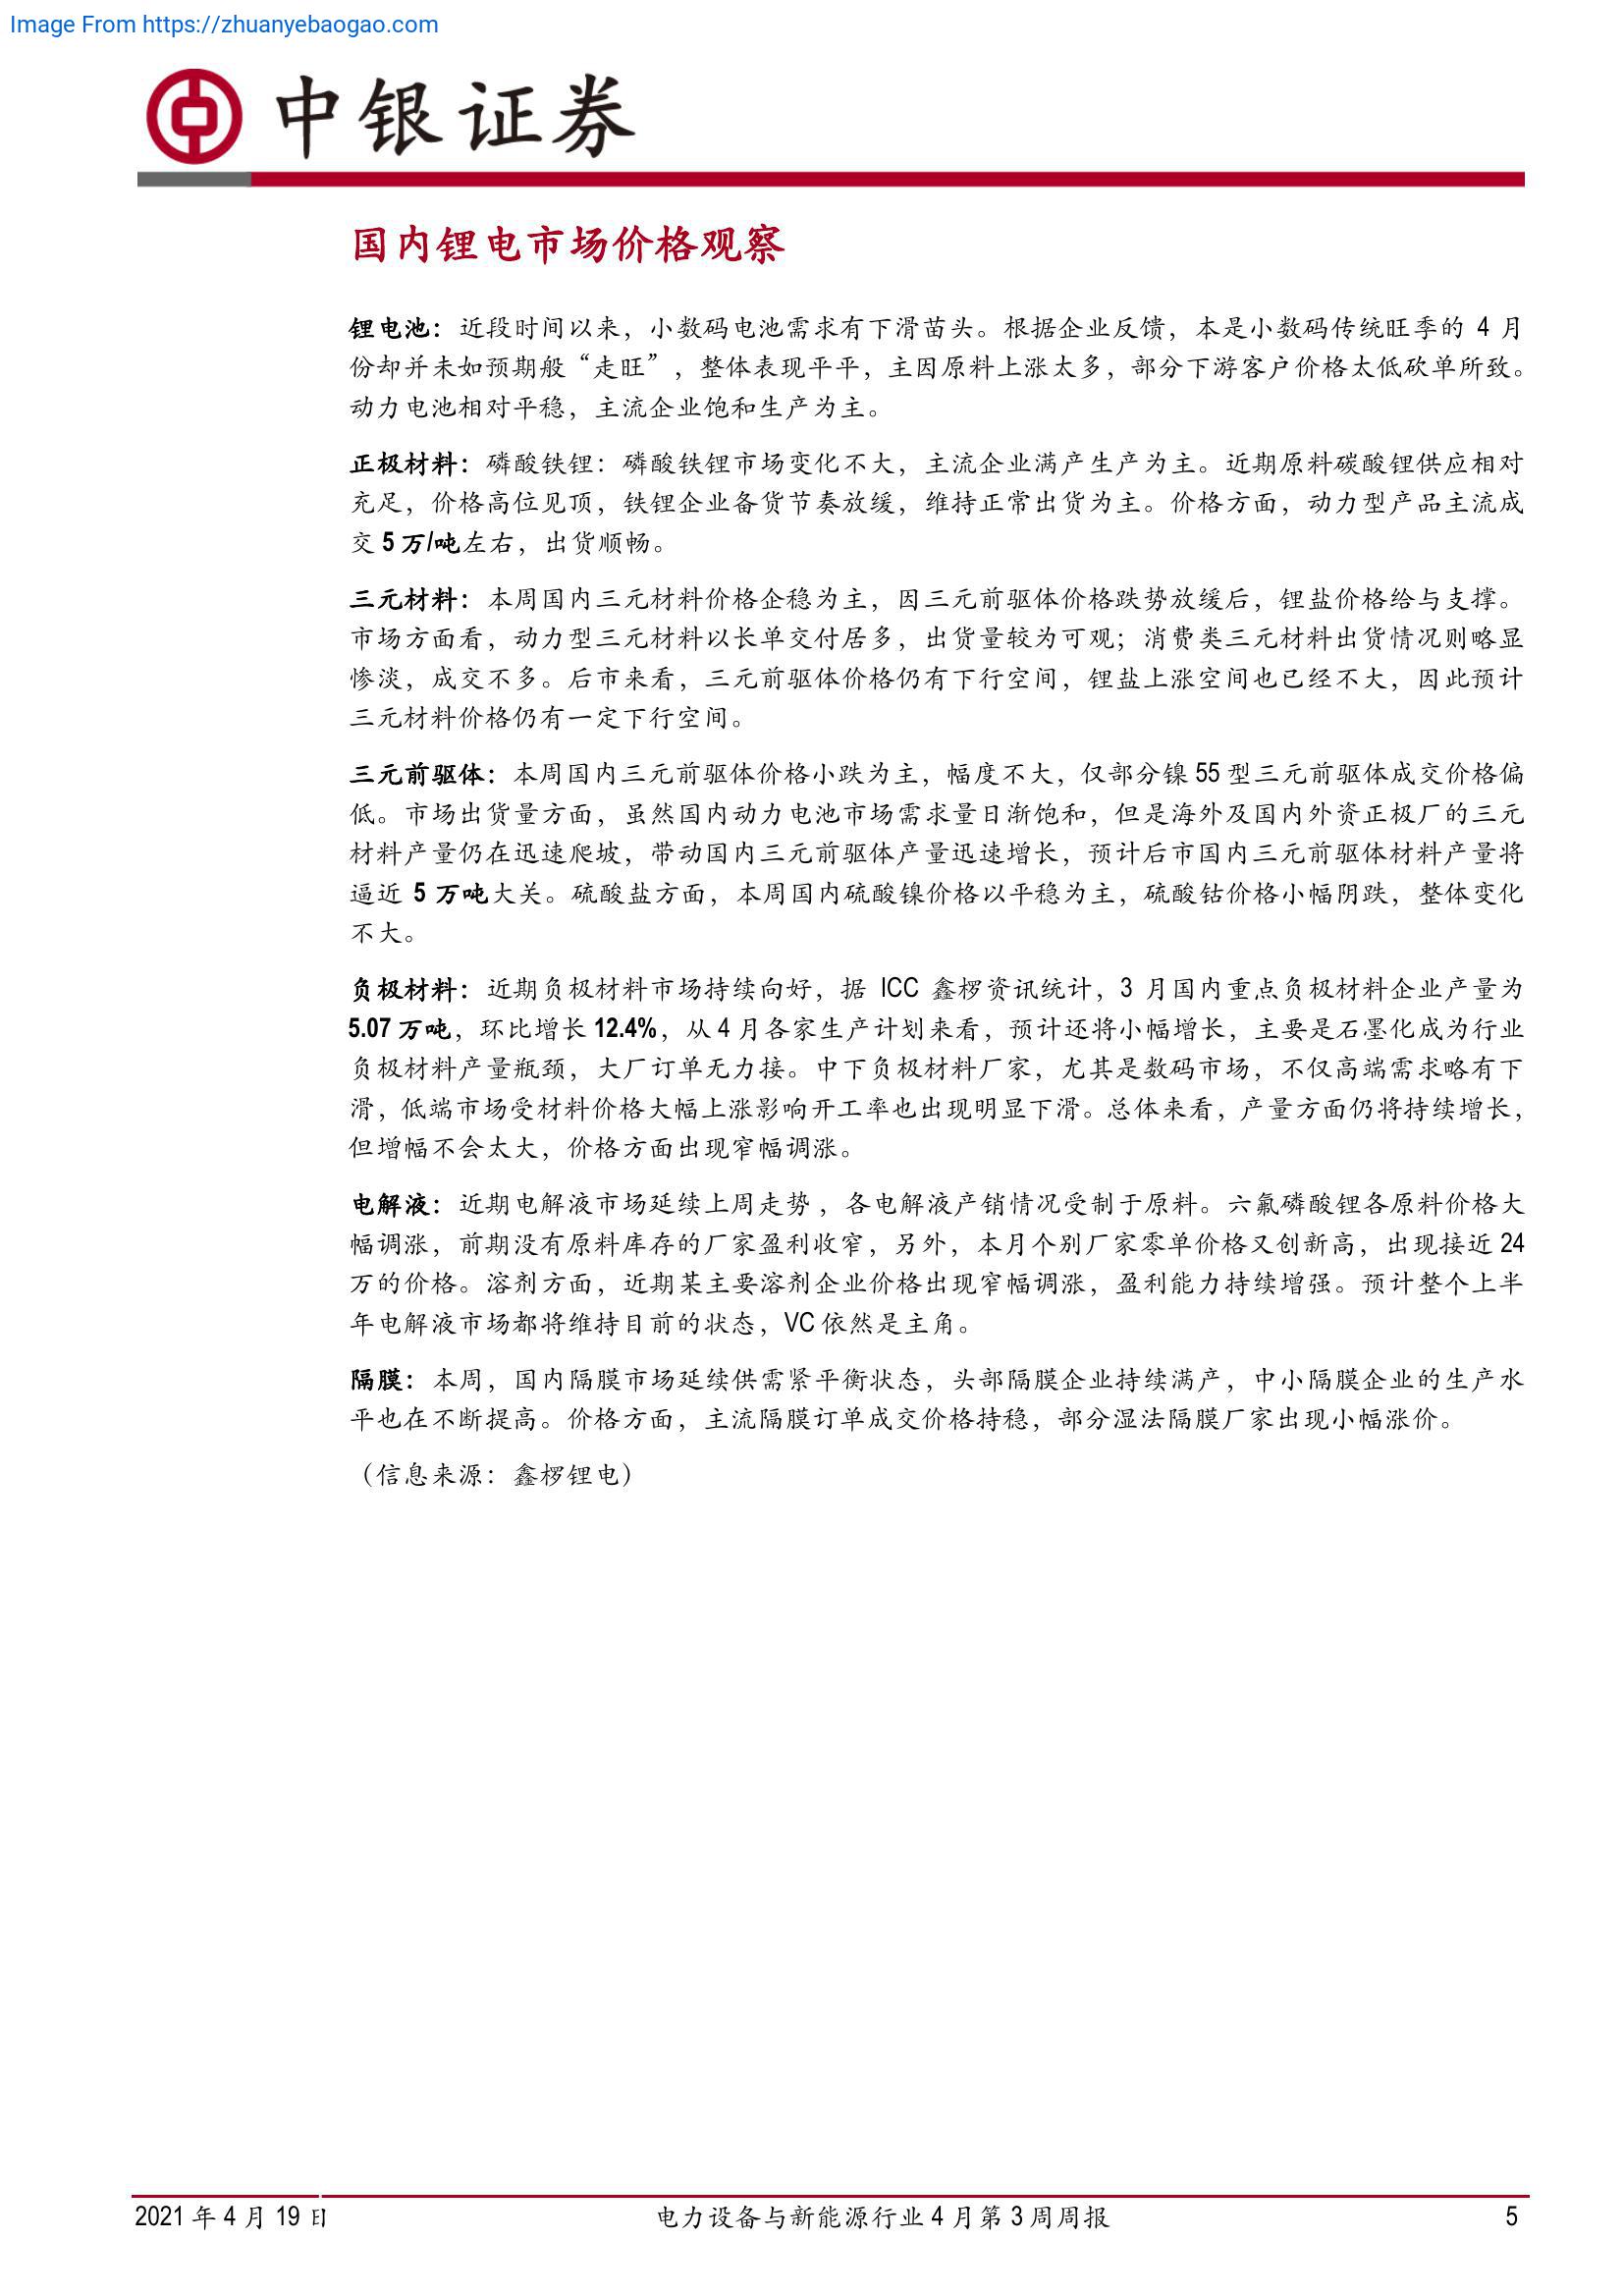 Image From https://zhuanyebaogao.com
中银证券
国内锂电市场价格观察
锂电池：近段时间以来，小数码电池需求有下滑苗头。根据企业反馈，本是小数码传统旺季的 4 月
份却并未如预期般“走旺”，整体表现平平，主因原料上涨太多，部分下游客户价格太低砍单所致。
动力电池相对平稳，主流企业饱和生产为主。
正极材料：磷酸铁锂：磷酸铁锂市场变化不大，主流企业满产生产为主。近期原料碳酸锂供应相对
充足，价格高位见顶，铁锂企业备货节奏放缓，维持正常出货为主。价格方面，动力型产品主流成
交 5 万/吨左右，出货顺畅。
三元材料：本周国内三元材料价格企稳为主，因三元前驱体价格跌势放缓后，锂盐价格给与支撑。
市场方面看，动力型三元材料以长单交付居多，出货量较为可观；消费类三元材料出货情况则略显
惨淡，成交不多。后市来看，三元前驱体价格仍有下行空间，锂盐上涨空间也已经不大，因此预计
三元材料价格仍有一定下行空间。
三元前驱体：本周国内三元前驱体价格小跌为主，幅度不大，仅部分镍 55 型三元前驱体成交价格偏
低。市场出货量方面，虽然国内动力电池市场需求量日渐饱和，但是海外及国内外资正极厂的三元
材料产量仍在迅速爬坡，带动国内三元前驱体产量迅速增长，预计后市国内三元前驱体材料产量将
逼近 5 万吨大关。硫酸盐方面，本周国内硫酸镍价格以平稳为主，硫酸钴价格小幅阴跌，整体变化
不大。
负极材料：近期负极材料市场持续向好，据 ICC 鑫椤资讯统计，3 月国内重点负极材料企业产量为
5.07 万吨，环比增长 12.4%，从 4 月各家生产计划来看，预计还将小幅增长，主要是石墨化成为行业
负极材料产量瓶颈，大厂订单无力接。中下负极材料厂家，尤其是数码市场，不仅高端需求略有下
滑，低端市场受材料价格大幅上涨影响开工率也出现明显下滑。总体来看，产量方面仍将持续增长，
但增幅不会太大，价格方面出现窄幅调涨。
电解液：近期电解液市场延续上周走势，各电解液产销情况受制于原料。六氟磷酸锂各原料价格大
幅调涨，前期没有原料库存的厂家盈利收窄，另外，本月个别厂家零单价格又创新高，出现接近 24
万的价格。溶剂方面，近期某主要溶剂企业价格出现窄幅调涨，盈利能力持续增强。预计整个上半
年电解液市场都将维持目前的状态，VC 依然是主角。
隔膜：本周，国内隔膜市场延续供需紧平衡状态，头部隔膜企业持续满产，中小隔膜企业的生产水
平也在不断提高。价格方面，主流隔膜订单成交价格持稳，部分湿法隔膜厂家出现小幅涨价。
（信息来源：鑫椤锂电）
2021 年 4 月 19 日 电力设备与新能源行业 4 月第 3 周周报 5